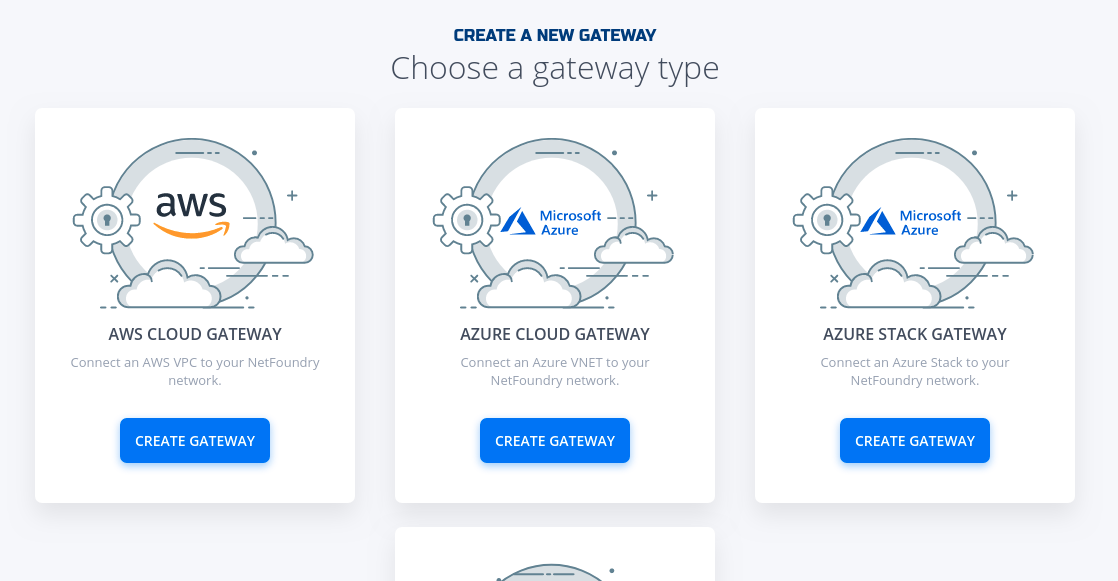 CREATE A NEW GATEWAY
Choose a gateway type
aws
Microsoft
Azure
Microsoft
Azure
AWS CLOUD GATEWAY
Connect an AWS VPC to your NetFoundry
network.
CREATE GATEWAY
AZURE CLOUD GATEWAY
Connect an Azure VNET to your
NetFoundry network.
CREATE GATEWAY
AZURE STACK GATEWAY
Connect an Azure Stack to your
NetFoundry network.
CREATE GATEWAY